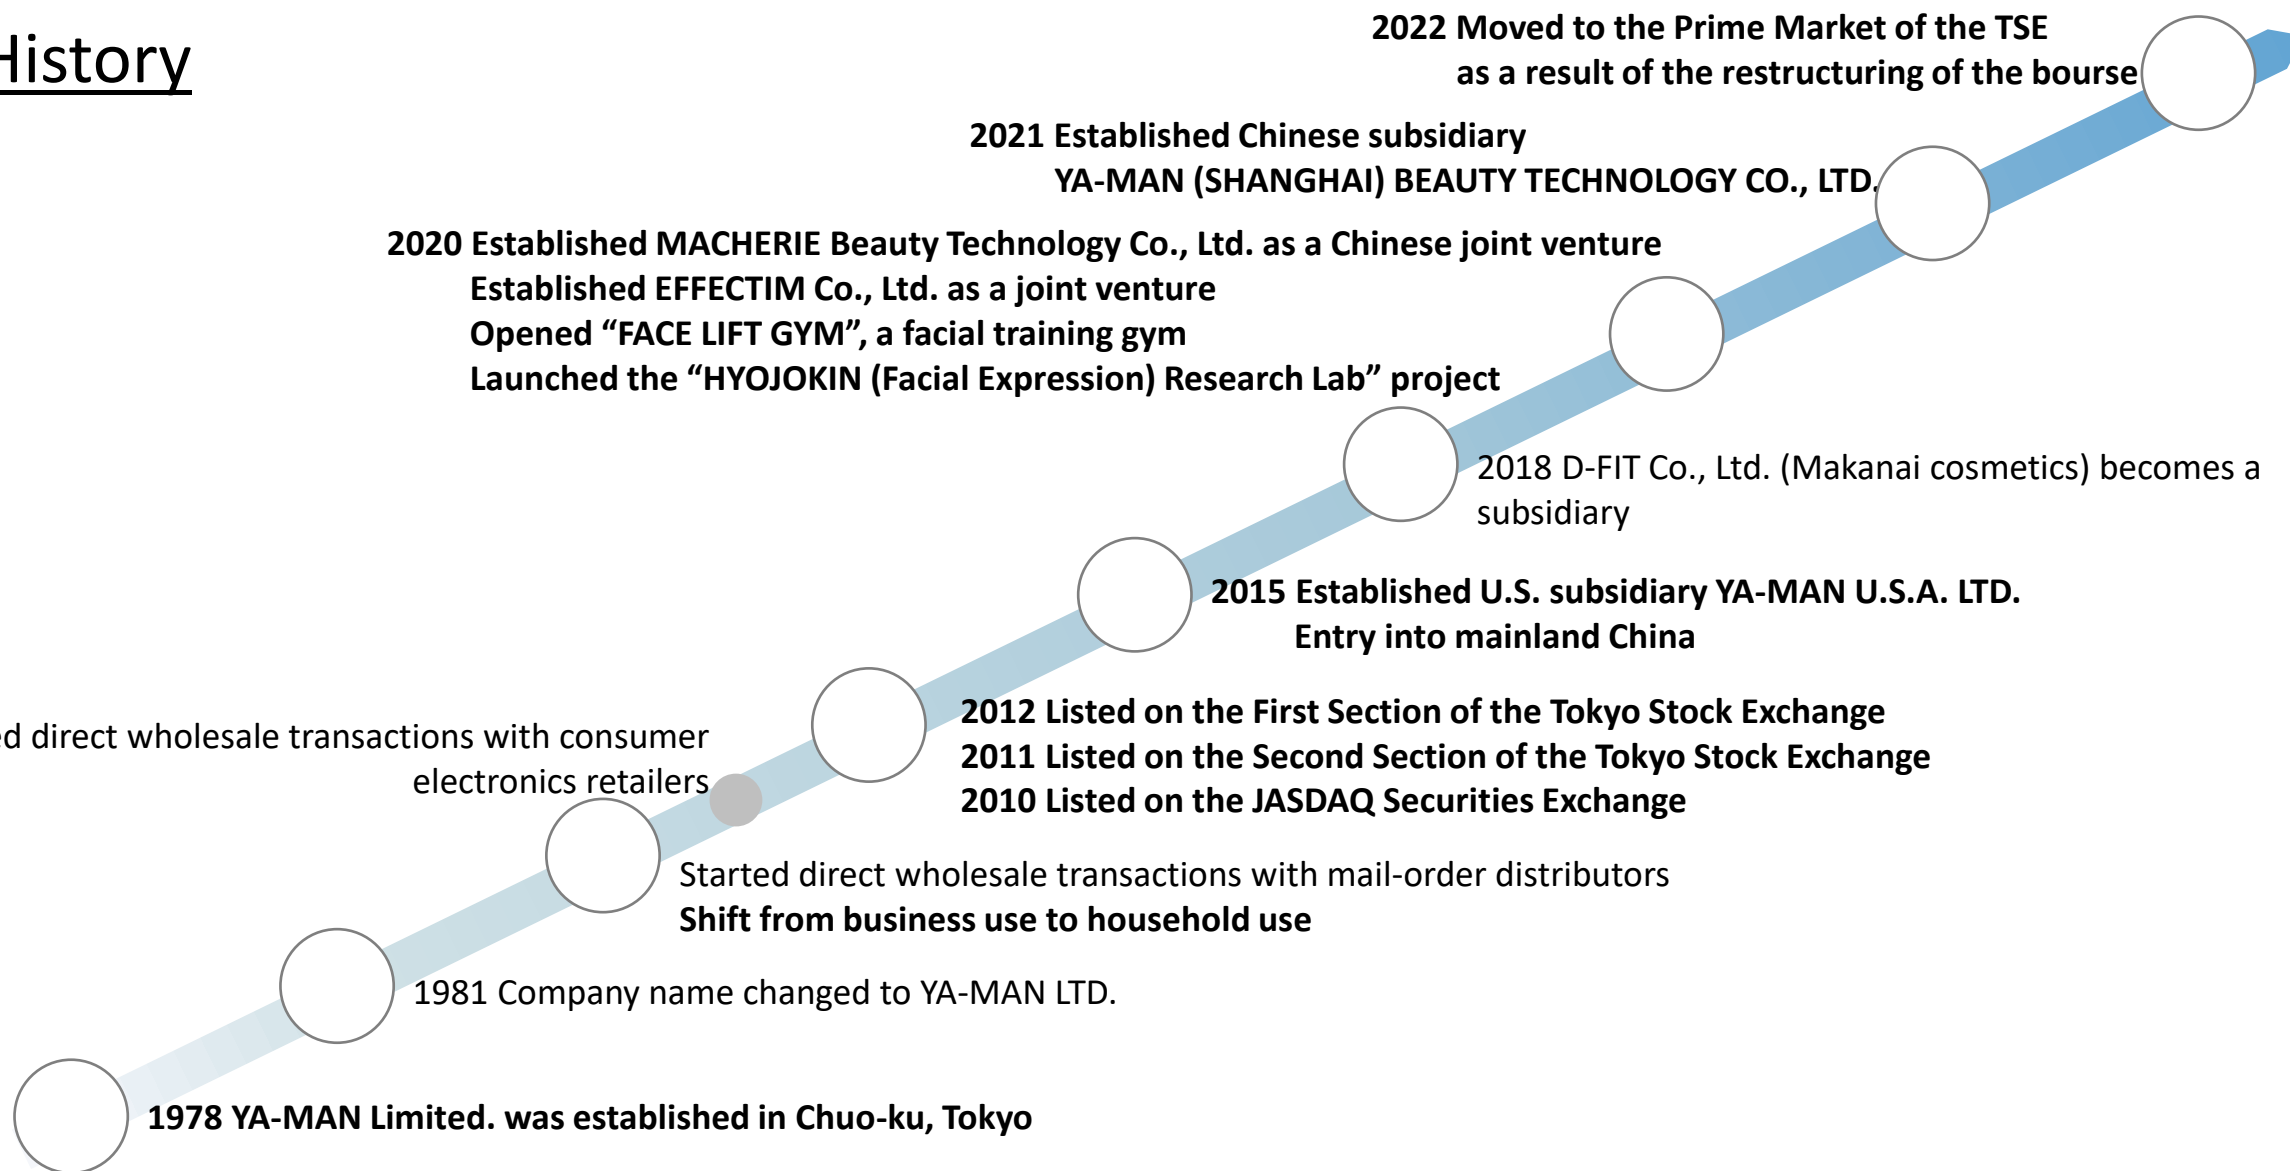 History
2022 Moved to the Prime Market of the TSE
as a result of the restructuring of the bourse
2021 Established Chinese subsidiary
YA-MAN (SHANGHAI) BEAUTY TECHNOLOGY CO., LTD.
2020 Established MACHERIE Beauty Technology Co., Ltd. as a Chinese joint venture
Established EFFECTIM Co., Ltd. as a joint venture
Opened “FACE LIFT GYM”, a facial training gym
Launched the “HYOJOKIN (Facial Expression) Research Lab” project
2018 D-FIT Co., Ltd. (Makanai cosmetics) becomes a
subsidiary
2015 Established U.S. subsidiary YA-MAN U.S.A. LTD.
Entry into mainland China
2012 Listed on the First Section of the Tokyo Stock Exchange
2011 Listed on the Second Section of the Tokyo Stock Exchange
2010 Listed on the JASDAQ Securities Exchange
direct wholesale transactions with consumer
electronics retailers
Started direct wholesale transactions with mail-order distributors
Shift from business use to household use
1981 Company name changed to YA-MAN LTD.
1978 YA-MAN Limited. was established in Chuo-ku, Tokyo